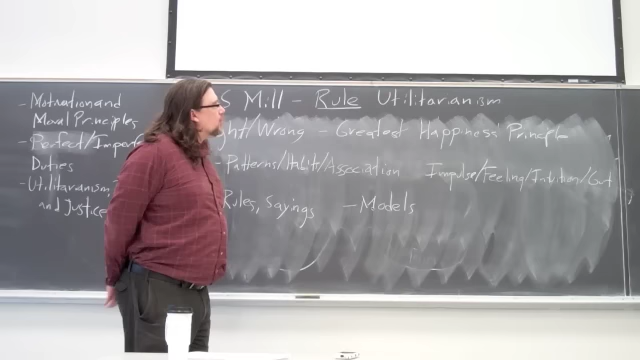 - Motivation and
Moral Principles
- Perfect/Imperfe
Duties
- Utilitarianism
and Justice
S Mill - Rule Utilitarianism
ght/Wrong - Greatest Happiness Principle
- Patterns/Habit/Association Impulse/Feeling/Intuition/Gut
Rules, Sayings - Models